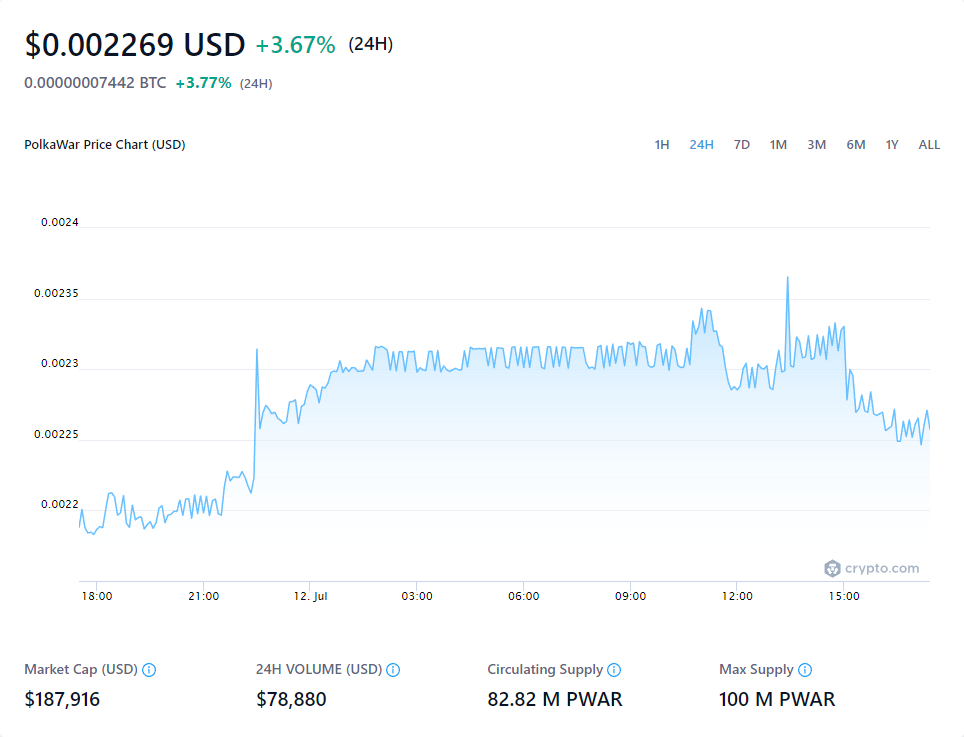 $0.002269 USD +3.67% (24H)
0.00000007442 BTC +3.77% (24H)
PolkaWar Price Chart (USD) 1H 24H 7D 1M 3M 6M 1Y ALL
0.0024
0.00235
0.0023
0.00225
0.0022
crypto.com
18:00 21:00 12. Jul 03:00 06:00 09:00 12:00 15:00
Market Cap (USD) 24H VOLUME (USD) Circulating Supply Max Supply
$187,916 $78,880 82.82 M PWAR 100 M PWAR